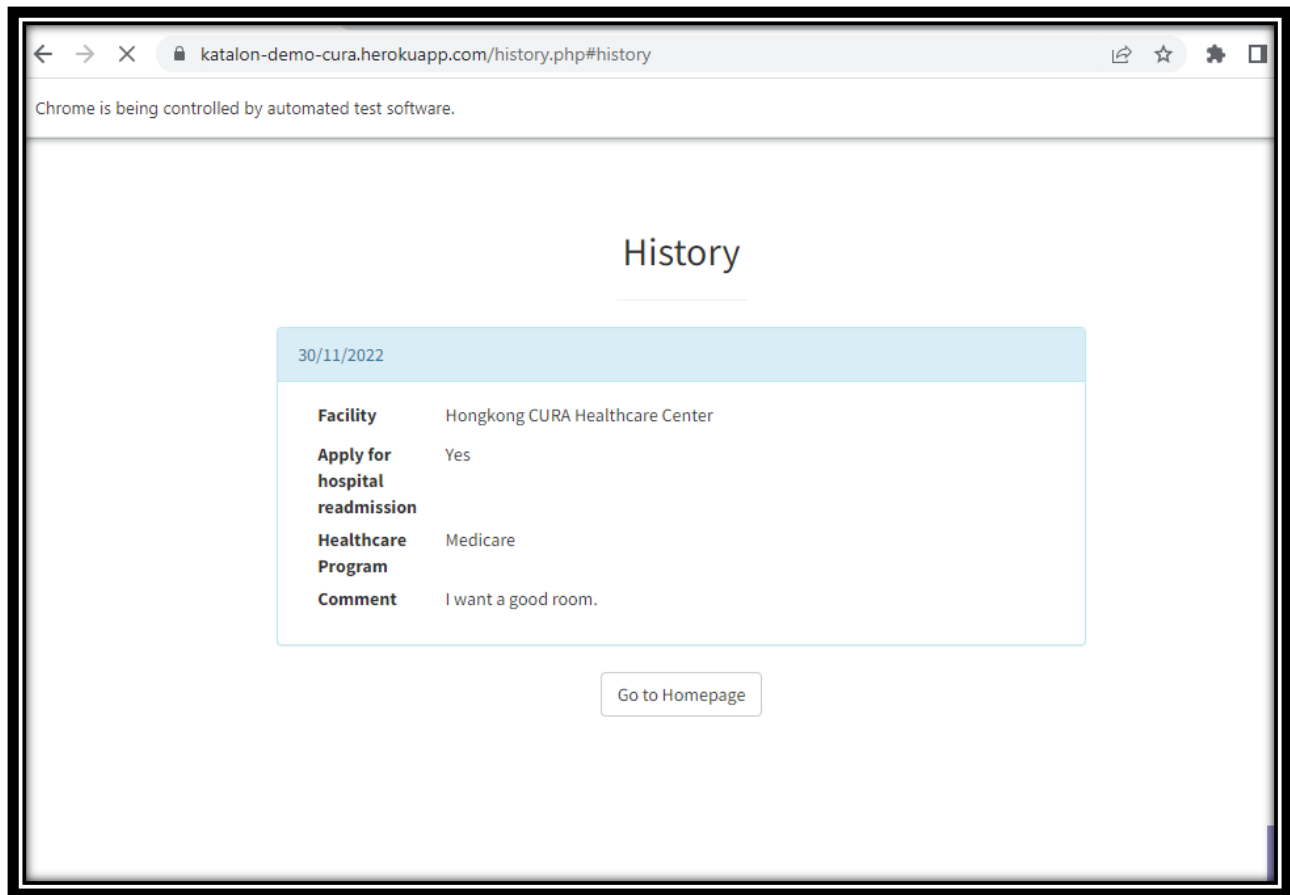 katalon-demo-cura.herokuapp.com/history.php#history
Chrome is being controlled by automated test software.
History
30/11/2022
Facility Hongkong CURA Healthcare Center
Apply for Yes
hospital
readmission
Healthcare Medicare
Program
Comment I want a good room.
Go to Homepage